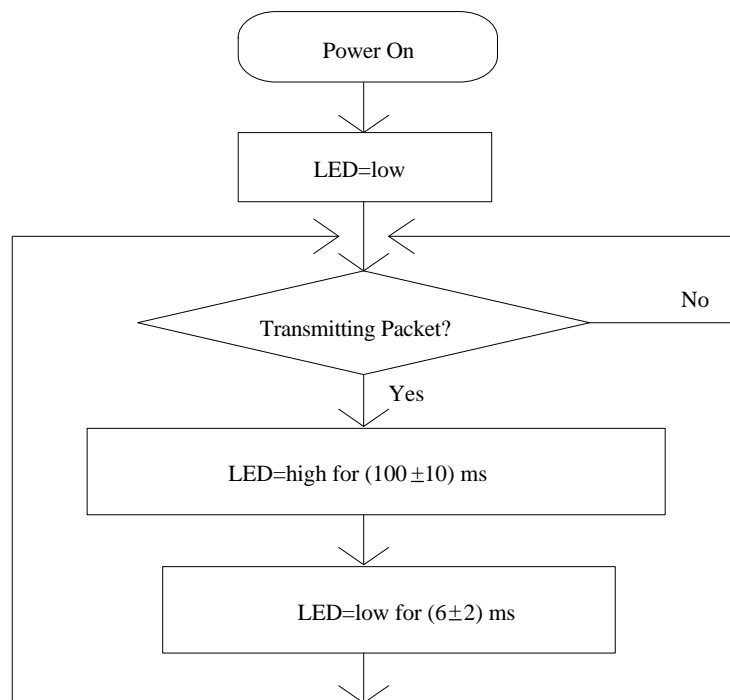 Power On
LED=low
No
Transmitting Packet?
Yes
LED=high for (100 ±10) ms
LED=low for (6±2) ms